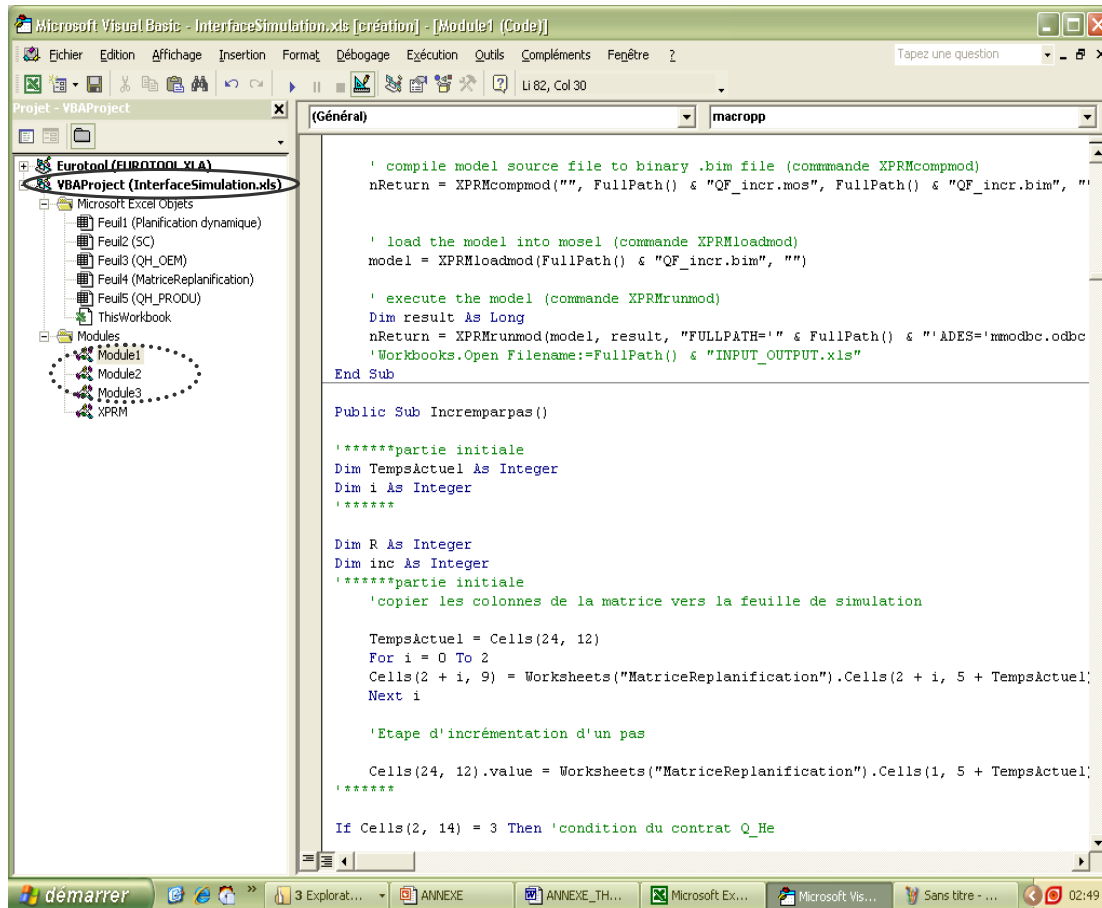 Microsoft Visual Basic - InterfaceSimulation.xls [création] - [Module1 (Code)]
Fichier Edition Affichage Insertion Format Débogage Exécution Outils Compléments Fenêtre ?
Tapez une question
Li 82, Col 30
Projet - VBAProject
(Général)
macropp
Eurotool (EUROTOOL.XLA)
VBAProject (InterfaceSimulation.xls)
Microsoft Excel Objets
Feuil1 (Planification dynamique)
Feuil2 (SC)
Feuil3 (QH_OEM)
Feuil4 (MatriceReplanification)
Feuil5 (QH_PRODU)
ThisWorkbook
Modules
Module1
Module2
Module3
XPRM
' compile model source file to binary .bim file (commmande XPRMcompmod)
nReturn = XPRMcompmod("", FullPath() & "QF_incr.mos", FullPath() & "QF_incr.bim", "'
' load the model into mosel (commande XPRMloadmod)
model = XPRMloadmod(FullPath() & "QF_incr.bim", "")
' execute the model (commande XPRMrunmod)
Dim result As Long
nReturn = XPRMrunmod(model, result, "FULLPATH='" & FullPath() & "'ADES='mmodbc.odbc
'Workbooks.Open Filename:=FullPath() & "INPUT_OUTPUT.xls"
End Sub
Public Sub Incremparpas()
'******partie initiale
Dim TempsActuel As Integer
Dim i As Integer
'******
Dim R As Integer
Dim inc As Integer
'******partie initiale
'copier les colonnes de la matrice vers la feuille de simulation
TempsActuel = Cells(24, 12)
For i = 0 To 2
Cells(2 + i, 9) = Worksheets("MatriceReplanification").Cells(2 + i, 5 + TempsActuel)
Next i
'Etape d'incrémentation d'un pas
Cells(24, 12).value = Worksheets("MatriceReplanification").Cells(1, 5 + TempsActuel)
'******
If Cells(2, 14) = 3 Then 'condition du contrat Q_He
démarrer
»
3 Explorat...
ANNEXE
ANNEXE_TH...
Microsoft Ex...
Microsoft Vis...
Sans titre - ...
02:49